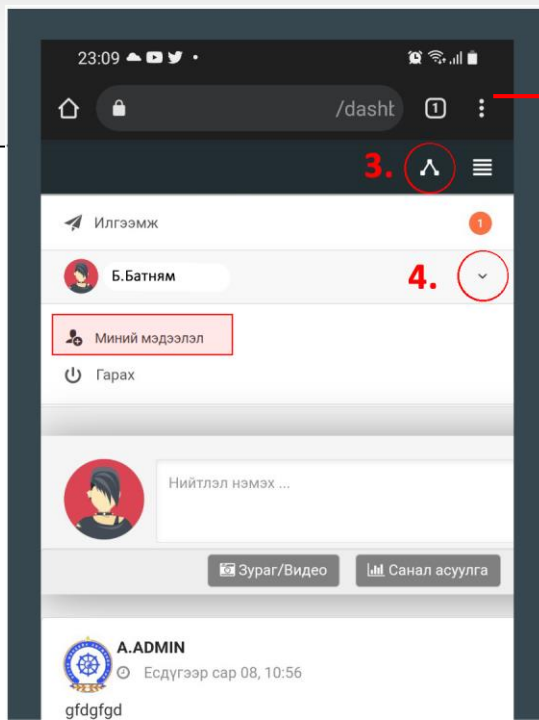 23:09
/dashb
1
3.
Илгээмж
1
Б.Батням
4.
Миний мэдээлэл
Гарах
Нийтлэл нэмэх ...
Зураг/Видео
Санал асуулга
A.ADMIN
Есдүгээр сар 08, 10:56
gfdgfgd